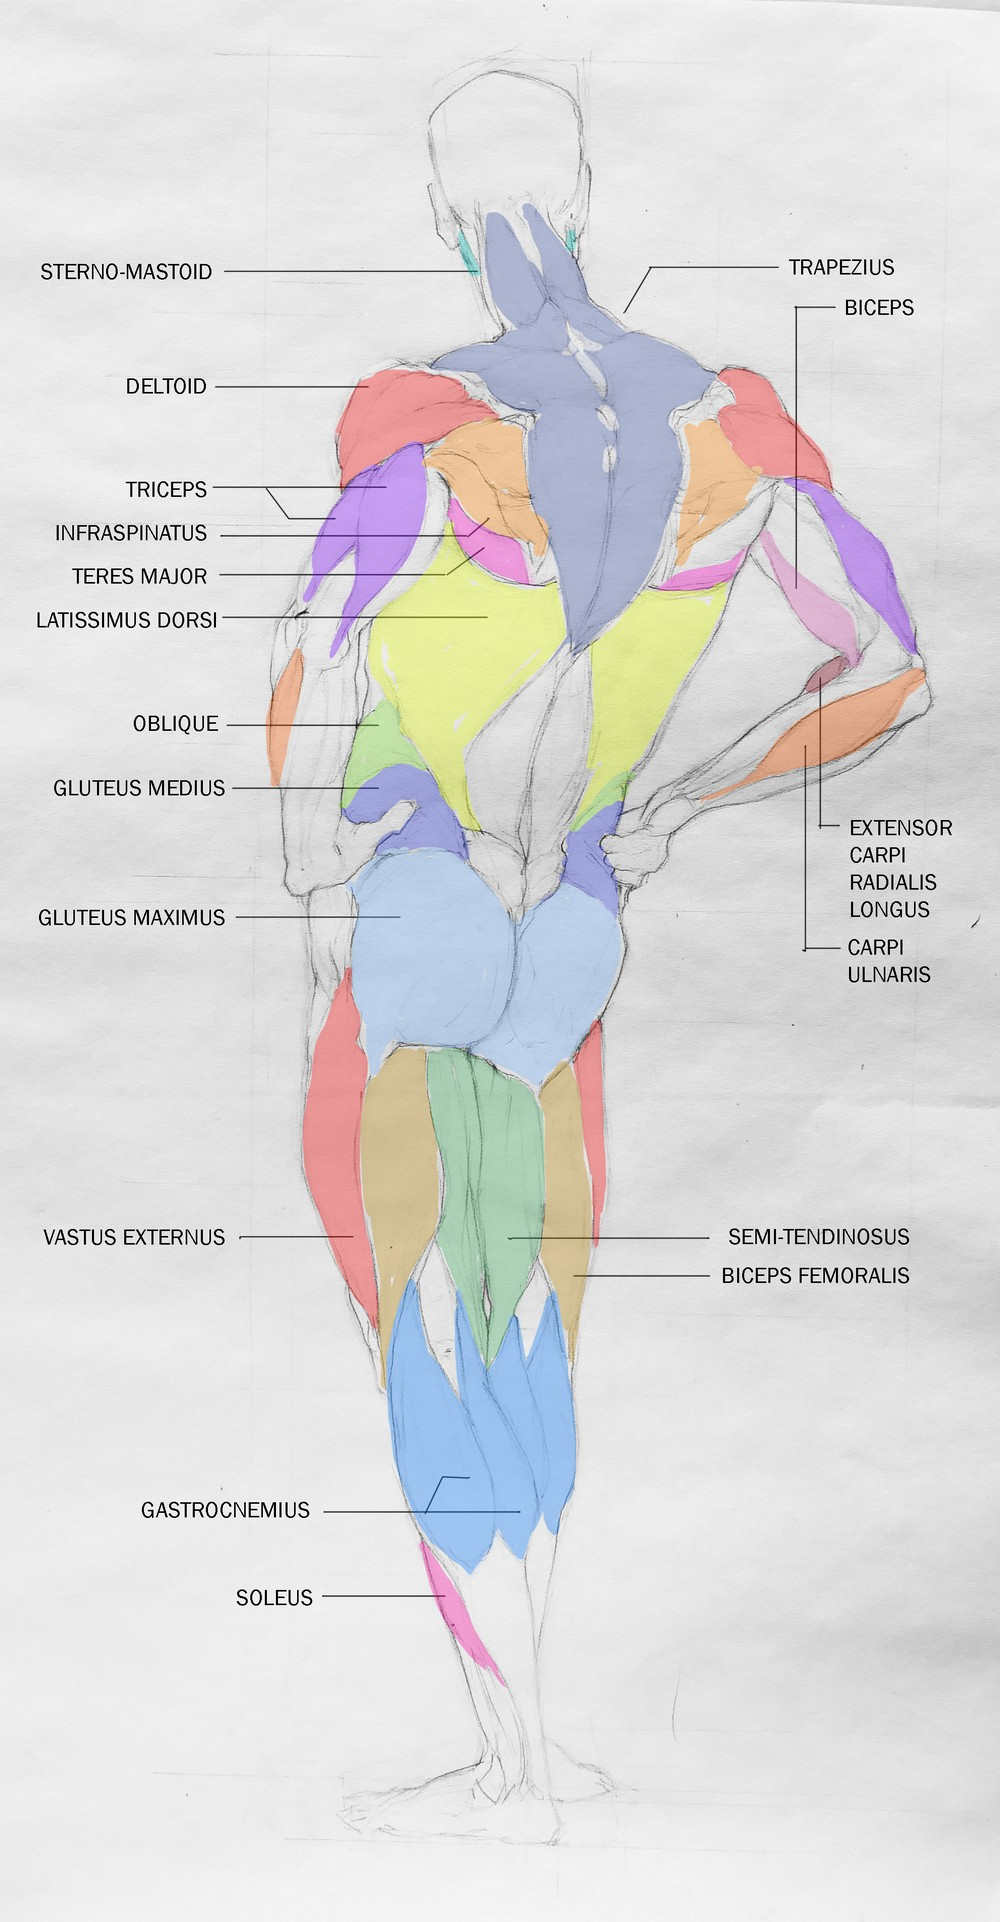 STERNO-MASTOID
TRAPEZIUS
BICEPS
DELTOID
TRICEPS
INFRASPINATUS
TERES MAJOR
LATISSIMUS DORSI
OBLIQUE
GLUTEUS MEDIUS
EXTENSOR
CARPI
RADIALIS
LONGUS
GLUTEUS MAXIMUS
CARPI
ULNARIS
VASTUS EXTERNUS
SEMI-TENDINOSUS
BICEPS FEMORALIS
GASTROCNEMIUS
SOLEUS